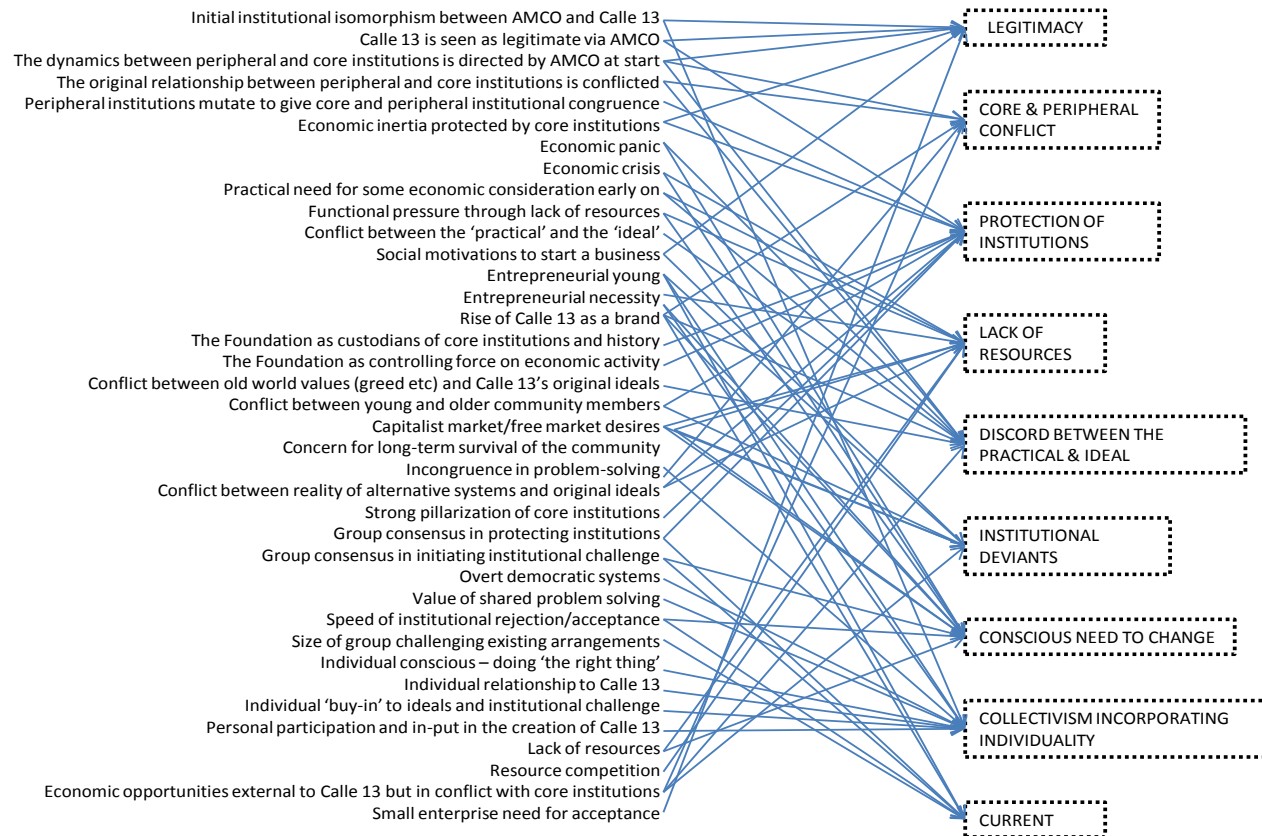 Initial institutional isomorphism between AMCO and Calle 13
Calle 13 is seen as legitimate via AMCO
The dynamics between peripheral and core institutions is directed by AMCO at start
The original relationship between peripheral and core institutions is conflicted
Peripheral institutions mutate to give core and peripheral institutional congruence
Economic inertia protected by core institutions
Economic panic
Economic crisis
Practical need for some economic consideration early on
Functional pressure through lack of resources
Conflict between the ‘practical’ and the ‘ideal’
Social motivations to start a business
Entrepreneurial young
Entrepreneurial necessity
Rise of Calle 13 as a brand
The Foundation as custodians of core institutions and history
The Foundation as controlling force on economic activity
Conflict between old world values (greed etc) and Calle 13’s original ideals
Conflict between young and older community members
Capitalist market/free market desires
Concern for long-term survival of the community
Incongruence in problem-solving
Conflict between reality of alternative systems and original ideals
Strong pillarization of core institutions
Group consensus in protecting institutions
Group consensus in initiating institutional challenge
Overt democratic systems
Value of shared problem solving
Speed of institutional rejection/acceptance
Size of group challenging existing arrangements
Individual conscious – doing ‘the right thing’
Individual relationship to Calle 13
Individual ‘buy-in’ to ideals and institutional challenge
Personal participation and in-put in the creation of Calle 13
Lack of resources
Resource competition
Economic opportunities external to Calle 13 but in conflict with core institutions
Small enterprise need for acceptance
LEGITIMACY
CORE & PERIPHERAL
CONFLICT
PROTECTION OF
INSTITUTIONS
LACK OF
RESOURCES
DISCORD BETWEEN THE
PRACTICAL & IDEAL
INSTITUTIONAL
DEVIANTS
CONSCIOUS NEED TO CHANGE
COLLECTIVISM INCORPORATING
INDIVIDUALITY
CURRENT